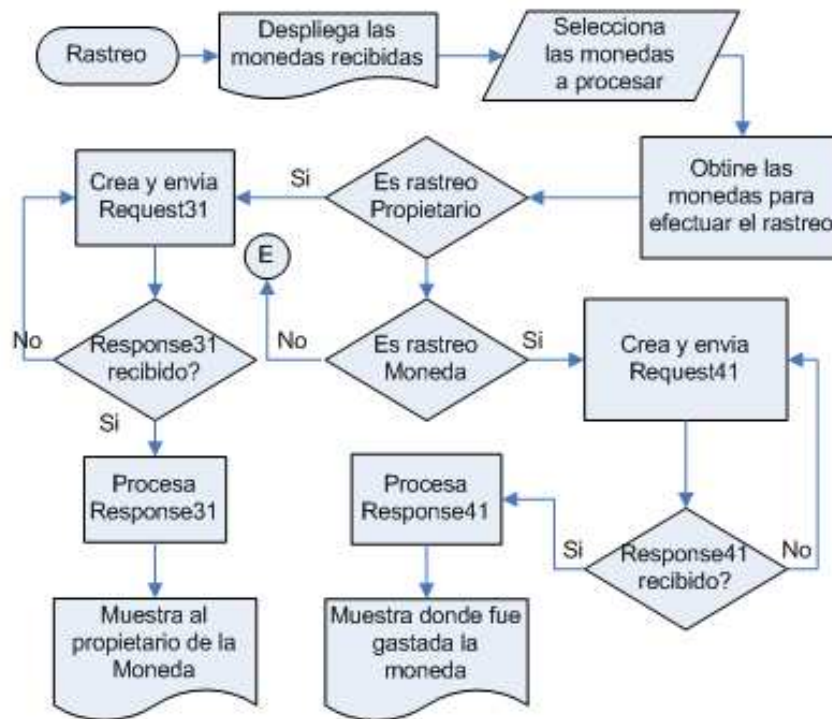 Rastreo
Despliega las
monedas recibidas
Selecciona
las monedas
a procesar
Obtine las
monedas para
efectuar el rastreo
Es rastreo
Propietario
Si
Crea y envia
Request31
E
No
Response31
recibido?
No
Es rastreo
Moneda
Si
Crea y envia
Request41
Si
Procesa
Response31
Procesa
Response41
Si
Response41
recibido?
No
Muestra al
propietario de la
Moneda
Muestra donde fue
gastada la
moneda